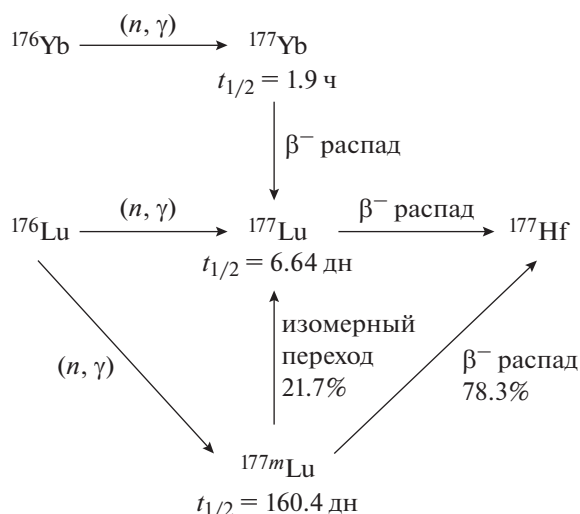 (n, γ)
¹⁷⁶Yb ¹⁷⁷Yb
t₁/₂ = 1.9 ч
β⁻ распад
(n, γ) β⁻ распад
¹⁷⁶Lu ¹⁷⁷Lu ¹⁷⁷Hf
t₁/₂ = 6.64 дн
изомерный
переход
21.7%
(n, γ)
β⁻ распад
78.3%
¹⁷⁷ᵐLu
t₁/₂ = 160.4 дн